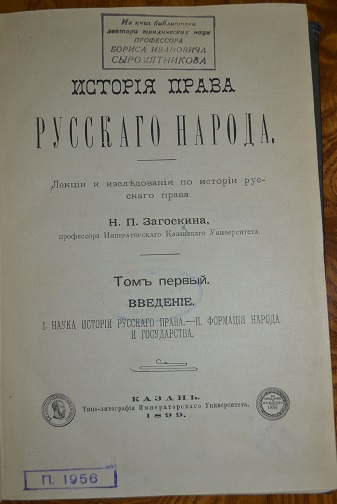 Из книг библиотеки
доктора юридических наук
ПРОФЕССОРА
БОРИСА ИВАНОВИЧА
СЫРОМЯТНИКОВА
ИСТОРІЯ ПРАВА
РУССКАГО НАРОДА.
Лекціи и изслѣдованія по исторіи рус-
скаго права
Н. П. Загоскина,
профессора Императорскаго Казанскаго Университета.
Томъ первый.
ВВЕДЕНІЕ.
I. НАУКА ИСТОРІИ РУССКАГО ПРАВА.—II. ФОРМАЦІЯ НАРОДА
И ГОСУДАРСТВА.
КАЗАНЬ.
Типо-литографія Императорскаго Университета.
1899.
П. 1956